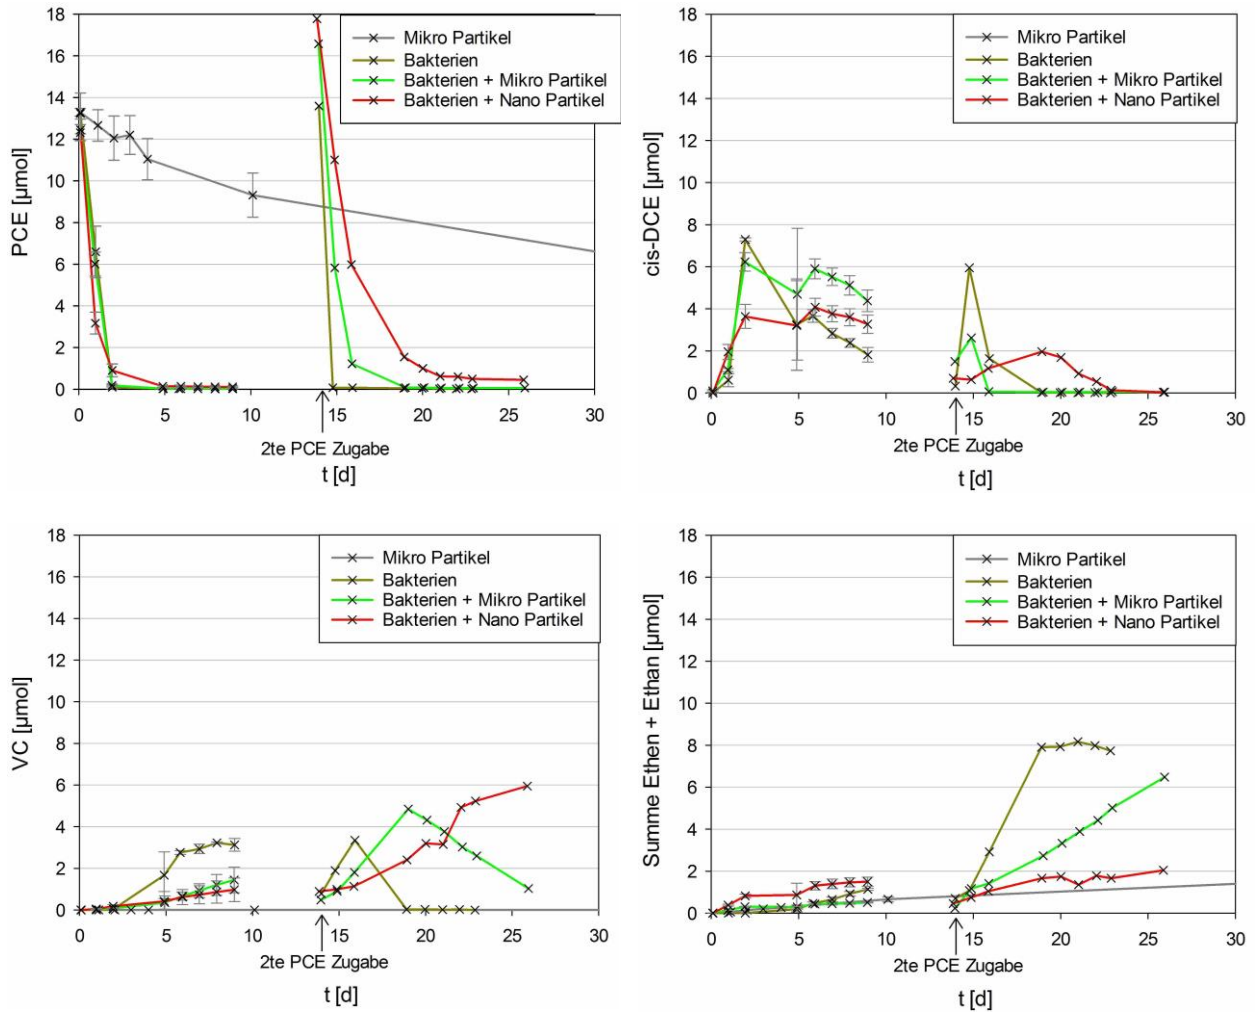 PCE [µmol]
18
16
14
12
10
8
6
4
2
0
Mikro Partikel
Bakterien
Bakterien + Mikro Partikel
Bakterien + Nano Partikel
0 5 10 15 20 25 30
2te PCE Zugabe
t [d]
cis-DCE [µmol]
18
16
14
12
10
8
6
4
2
0
Mikro Partikel
Bakterien
Bakterien + Mikro Partikel
Bakterien + Nano Partikel
0 5 10 15 20 25 30
2te PCE Zugabe
t [d]
VC [µmol]
18
16
14
12
10
8
6
4
2
0
Mikro Partikel
Bakterien
Bakterien + Mikro Partikel
Bakterien + Nano Partikel
0 5 10 15 20 25 30
2te PCE Zugabe
t [d]
Summe Ethen + Ethan [µmol]
18
16
14
12
10
8
6
4
2
0
Mikro Partikel
Bakterien
Bakterien + Mikro Partikel
Bakterien + Nano Partikel
0 5 10 15 20 25 30
2te PCE Zugabe
t [d]